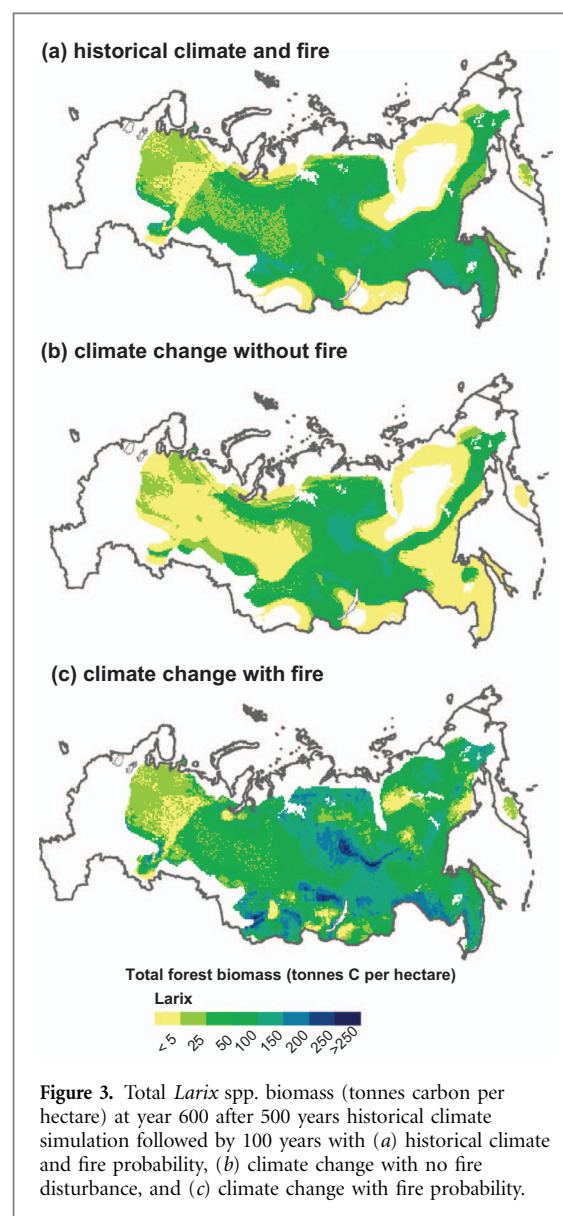 (a) historical climate and fire
(b) climate change without fire
(c) climate change with fire
Total forest biomass (tonnes C per hectare)
Larix
<5 25 50 100 150 200 250 >250
Figure 3. Total Larix spp. biomass (tonnes carbon per
hectare) at year 600 after 500 years historical climate
simulation followed by 100 years with (a) historical climate
and fire probability, (b) climate change with no fire
disturbance, and (c) climate change with fire probability.